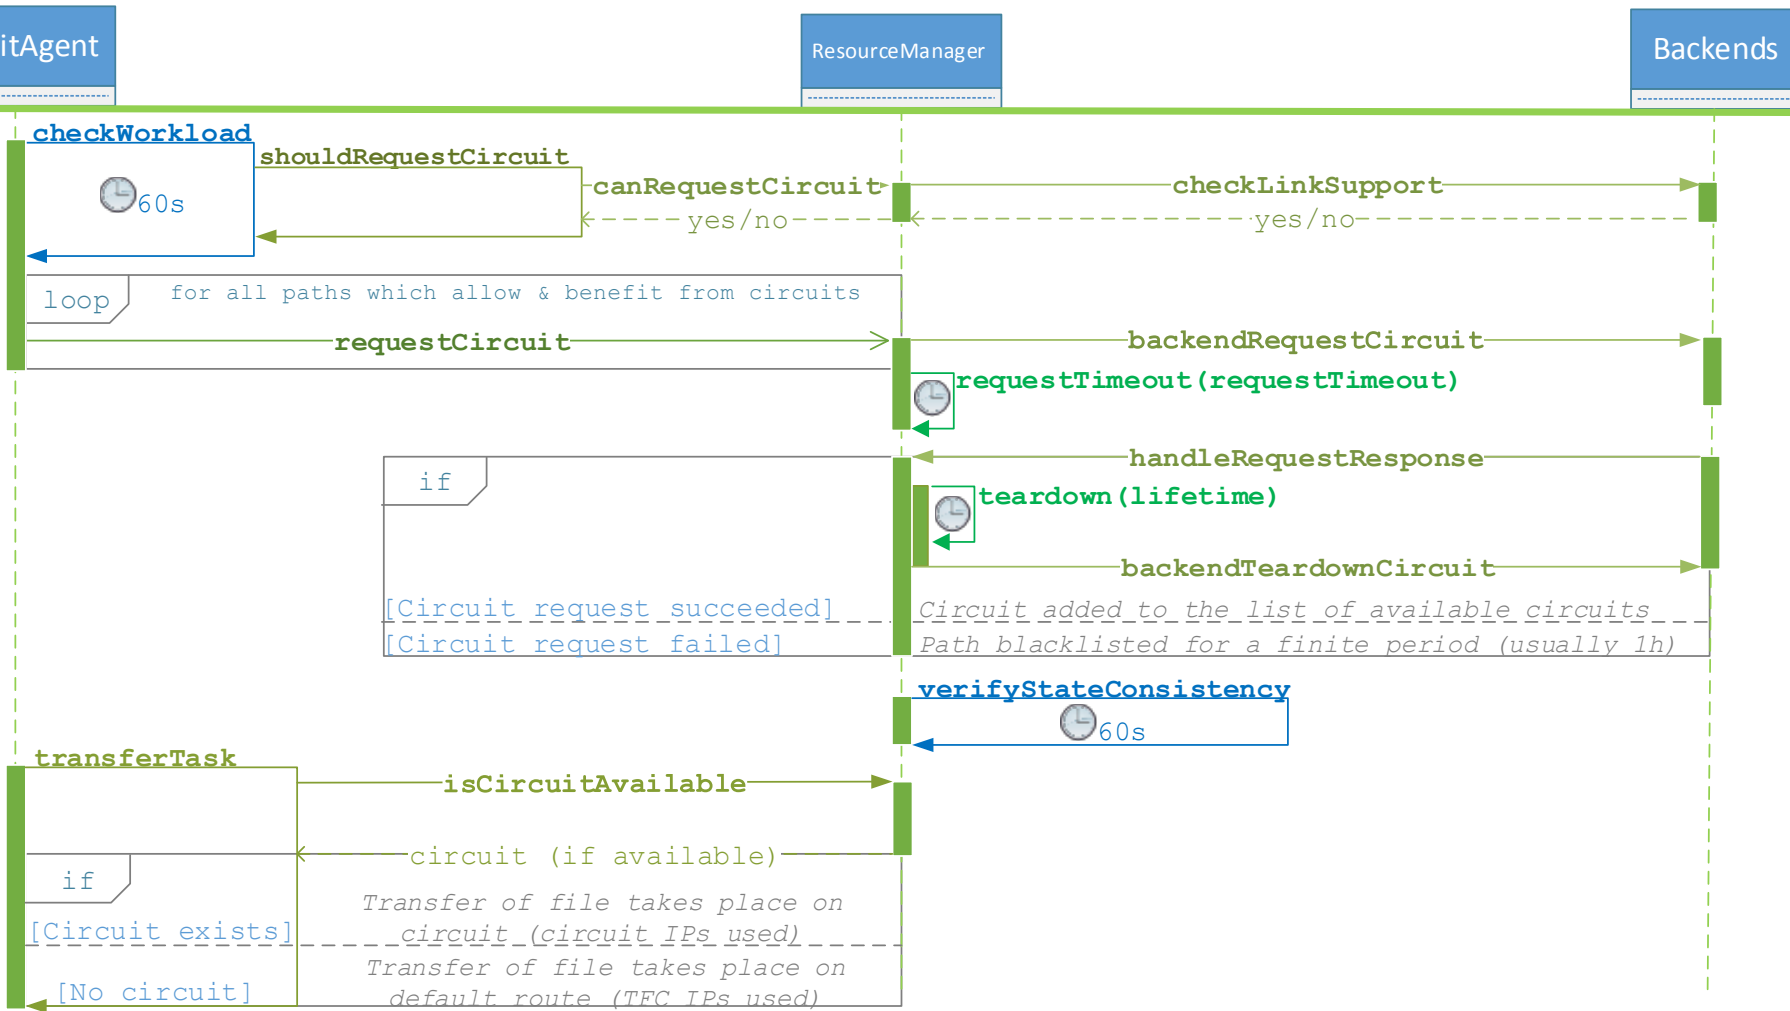 itAgent
ResourceManager
Backends
checkWorkload
shouldRequestCircuit
canRequestCircuit
checkLinkSupport
60s
yes/no
yes/no
loop
for all paths which allow & benefit from circuits
requestCircuit
backendRequestCircuit
requestTimeout(requestTimeout)
handleRequestResponse
if
teardown(lifetime)
backendTeardownCircuit
[Circuit request succeeded]
Circuit added to the list of available circuits
[Circuit request failed]
Path blacklisted for a finite period (usually 1h)
verifyStateConsistency
60s
transferTask
isCircuitAvailable
circuit (if available)
if
Transfer of file takes place on
[Circuit exists]
circuit (circuit IPs used)
Transfer of file takes place on
[No circuit]
default route (TFC IPs used)